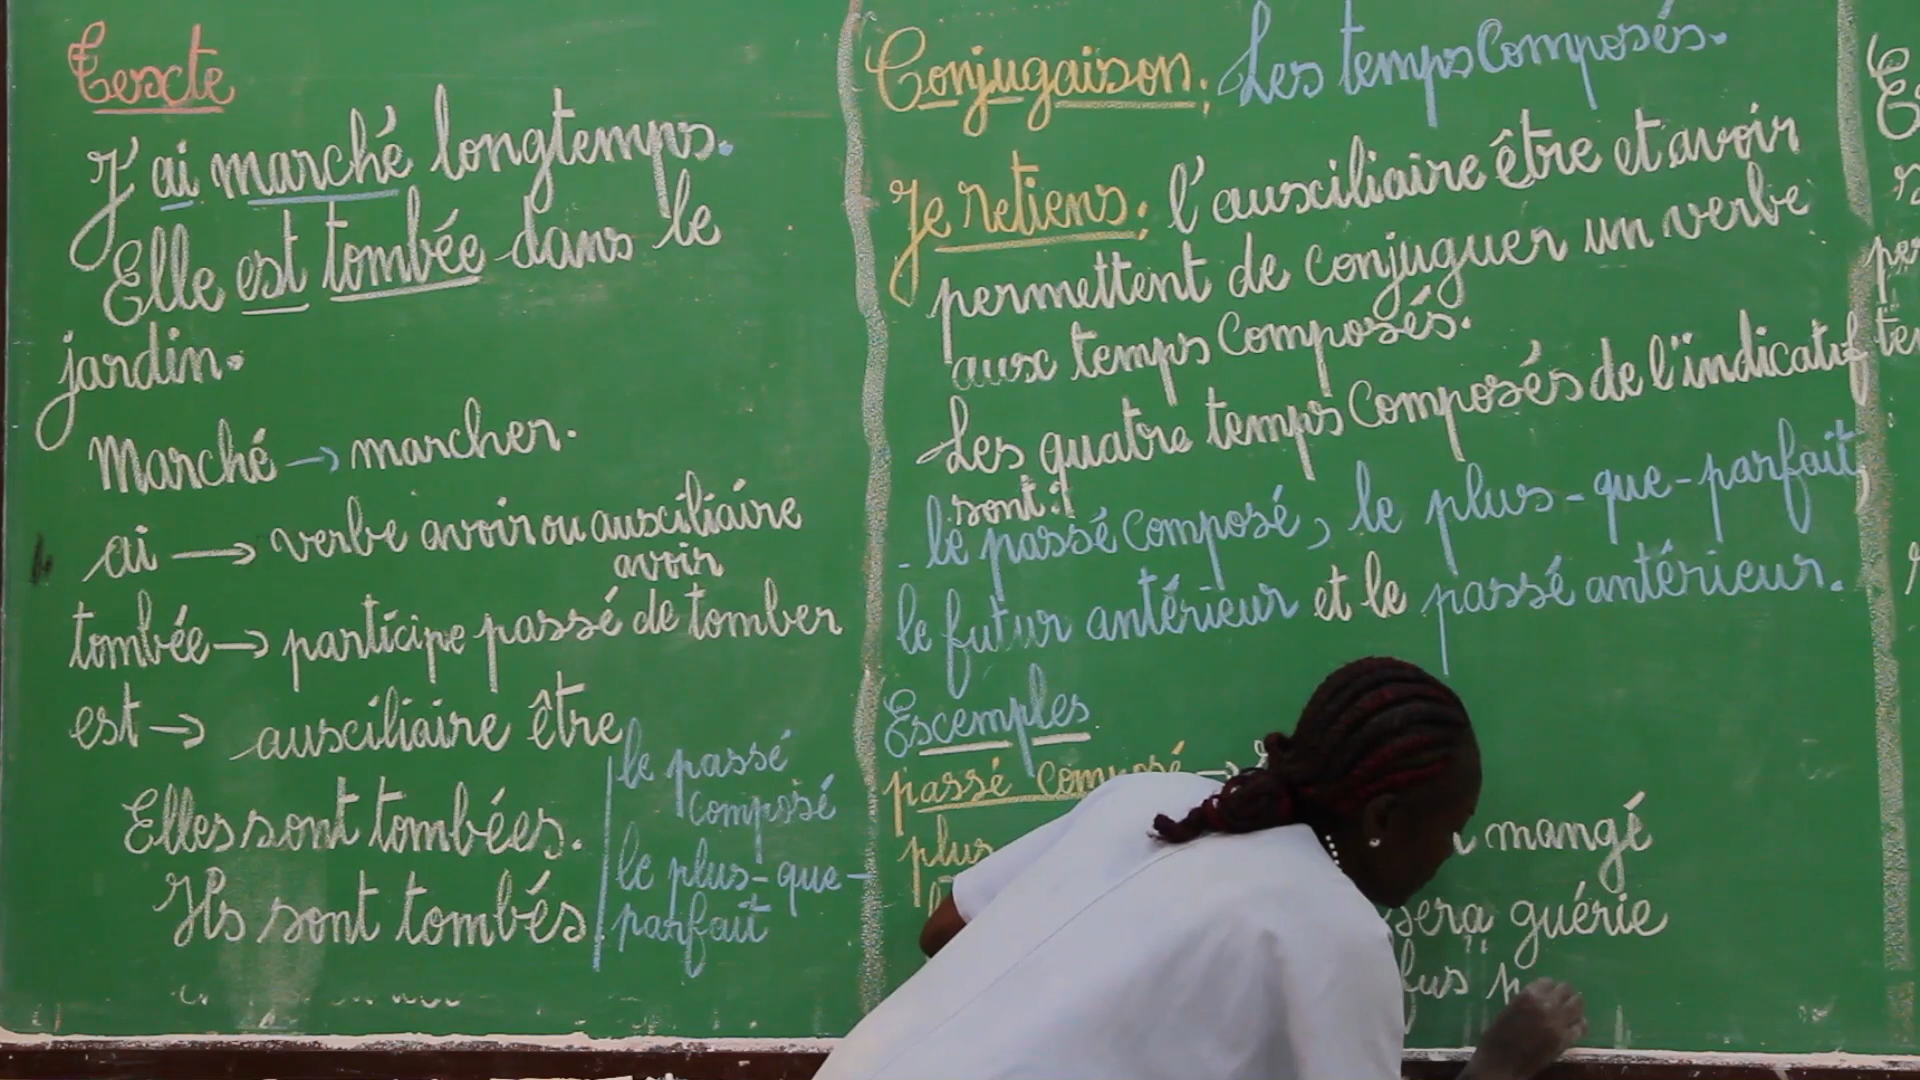 Texte
J'ai marché longtemps.
Elle est tombée dans le
jardin.
Marché → marcher.
ai → verbe avoir ou auxiliaire
avoir
tombée → participe passé de tomber
est → auxiliaire être
Elles sont tombées.
Ils sont tombés
le passé
composé
le plus-que-
parfait
Conjugaison : Les temps Composés.
Je retiens : l'auxiliaire être et avoir
permettent de conjuguer un verbe
aux temps Composés.
Les quatre temps Composés de l'indicatif
sont :
- le passé Composé, le plus-que-parfait,
le futur antérieur et le passé antérieur.
Exemples
passé Composé →
plus
mangé
sera guérie
fus